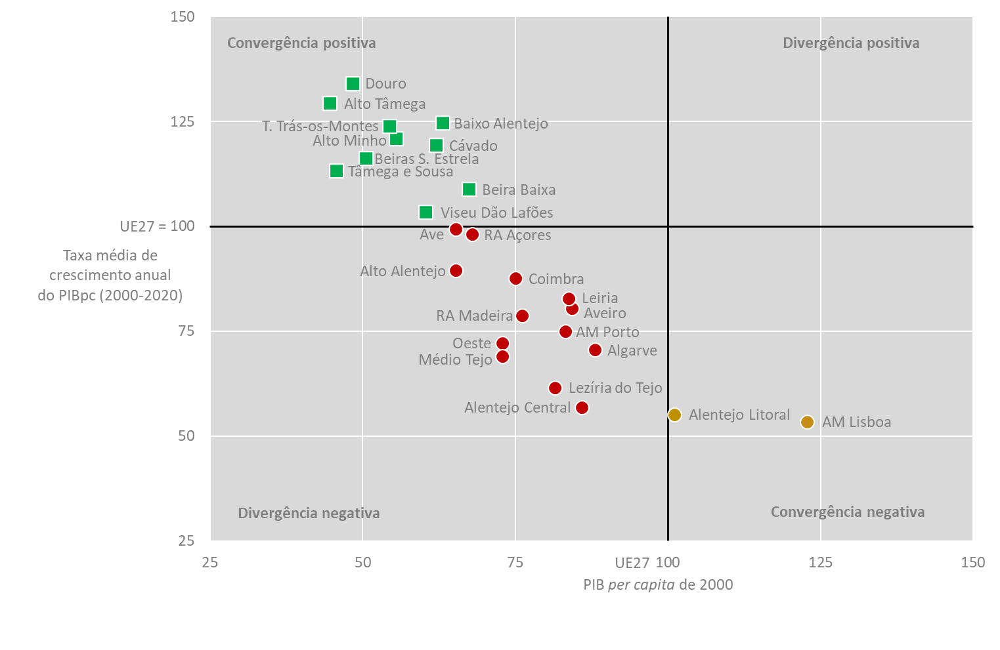 150
Convergência positiva
Divergência positiva
Douro
Alto Tâmega
125
T. Trás-os-Montes
Baixo Alentejo
Alto Minho
Cávado
Beiras S. Estrela
Tâmega e Sousa
Beira Baixa
Viseu Dão Lafões
UE27 = 100
Ave
RA Açores
Taxa média de
crescimento anual
do PIBpc (2000-2020)
Alto Alentejo
Coimbra
Leiria
Aveiro
RA Madeira
75
AM Porto
Oeste
Algarve
Médio Tejo
Lezíria do Tejo
Alentejo Central
Alentejo Litoral
AM Lisboa
50
Divergência negativa
Convergência negativa
25
25
50
75
UE27 100
125
150
PIB per capita de 2000